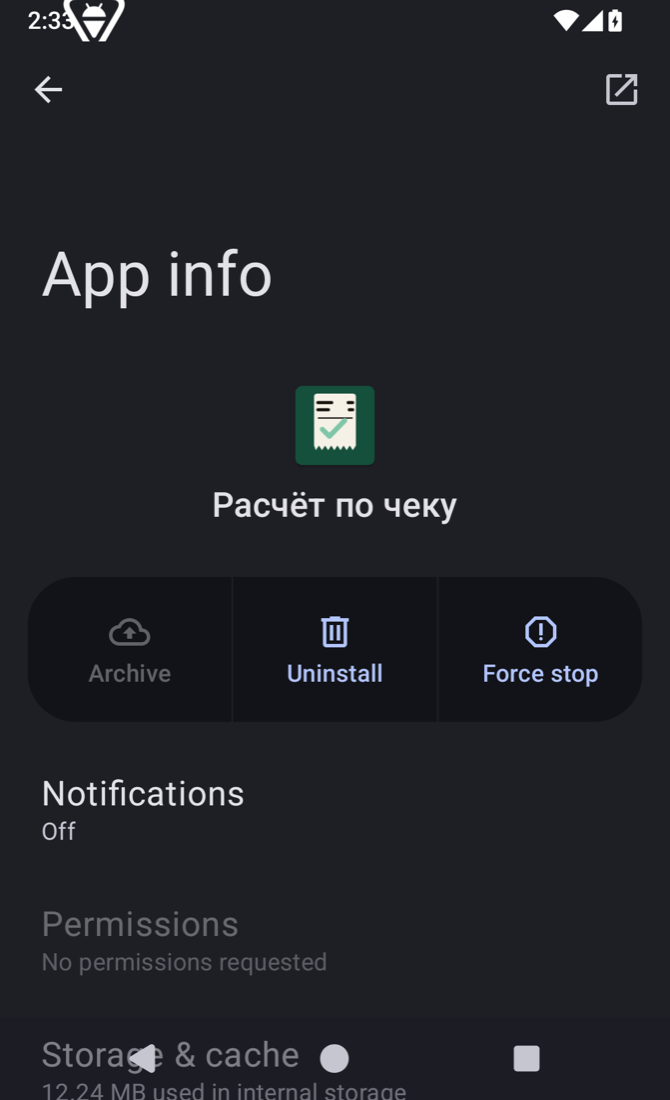 2:33
App info
Расчёт по чеку
Archive
Uninstall
Force stop
Notifications
Off
Permissions
No permissions requested
Storage & cache
12.24 MB used in internal storage